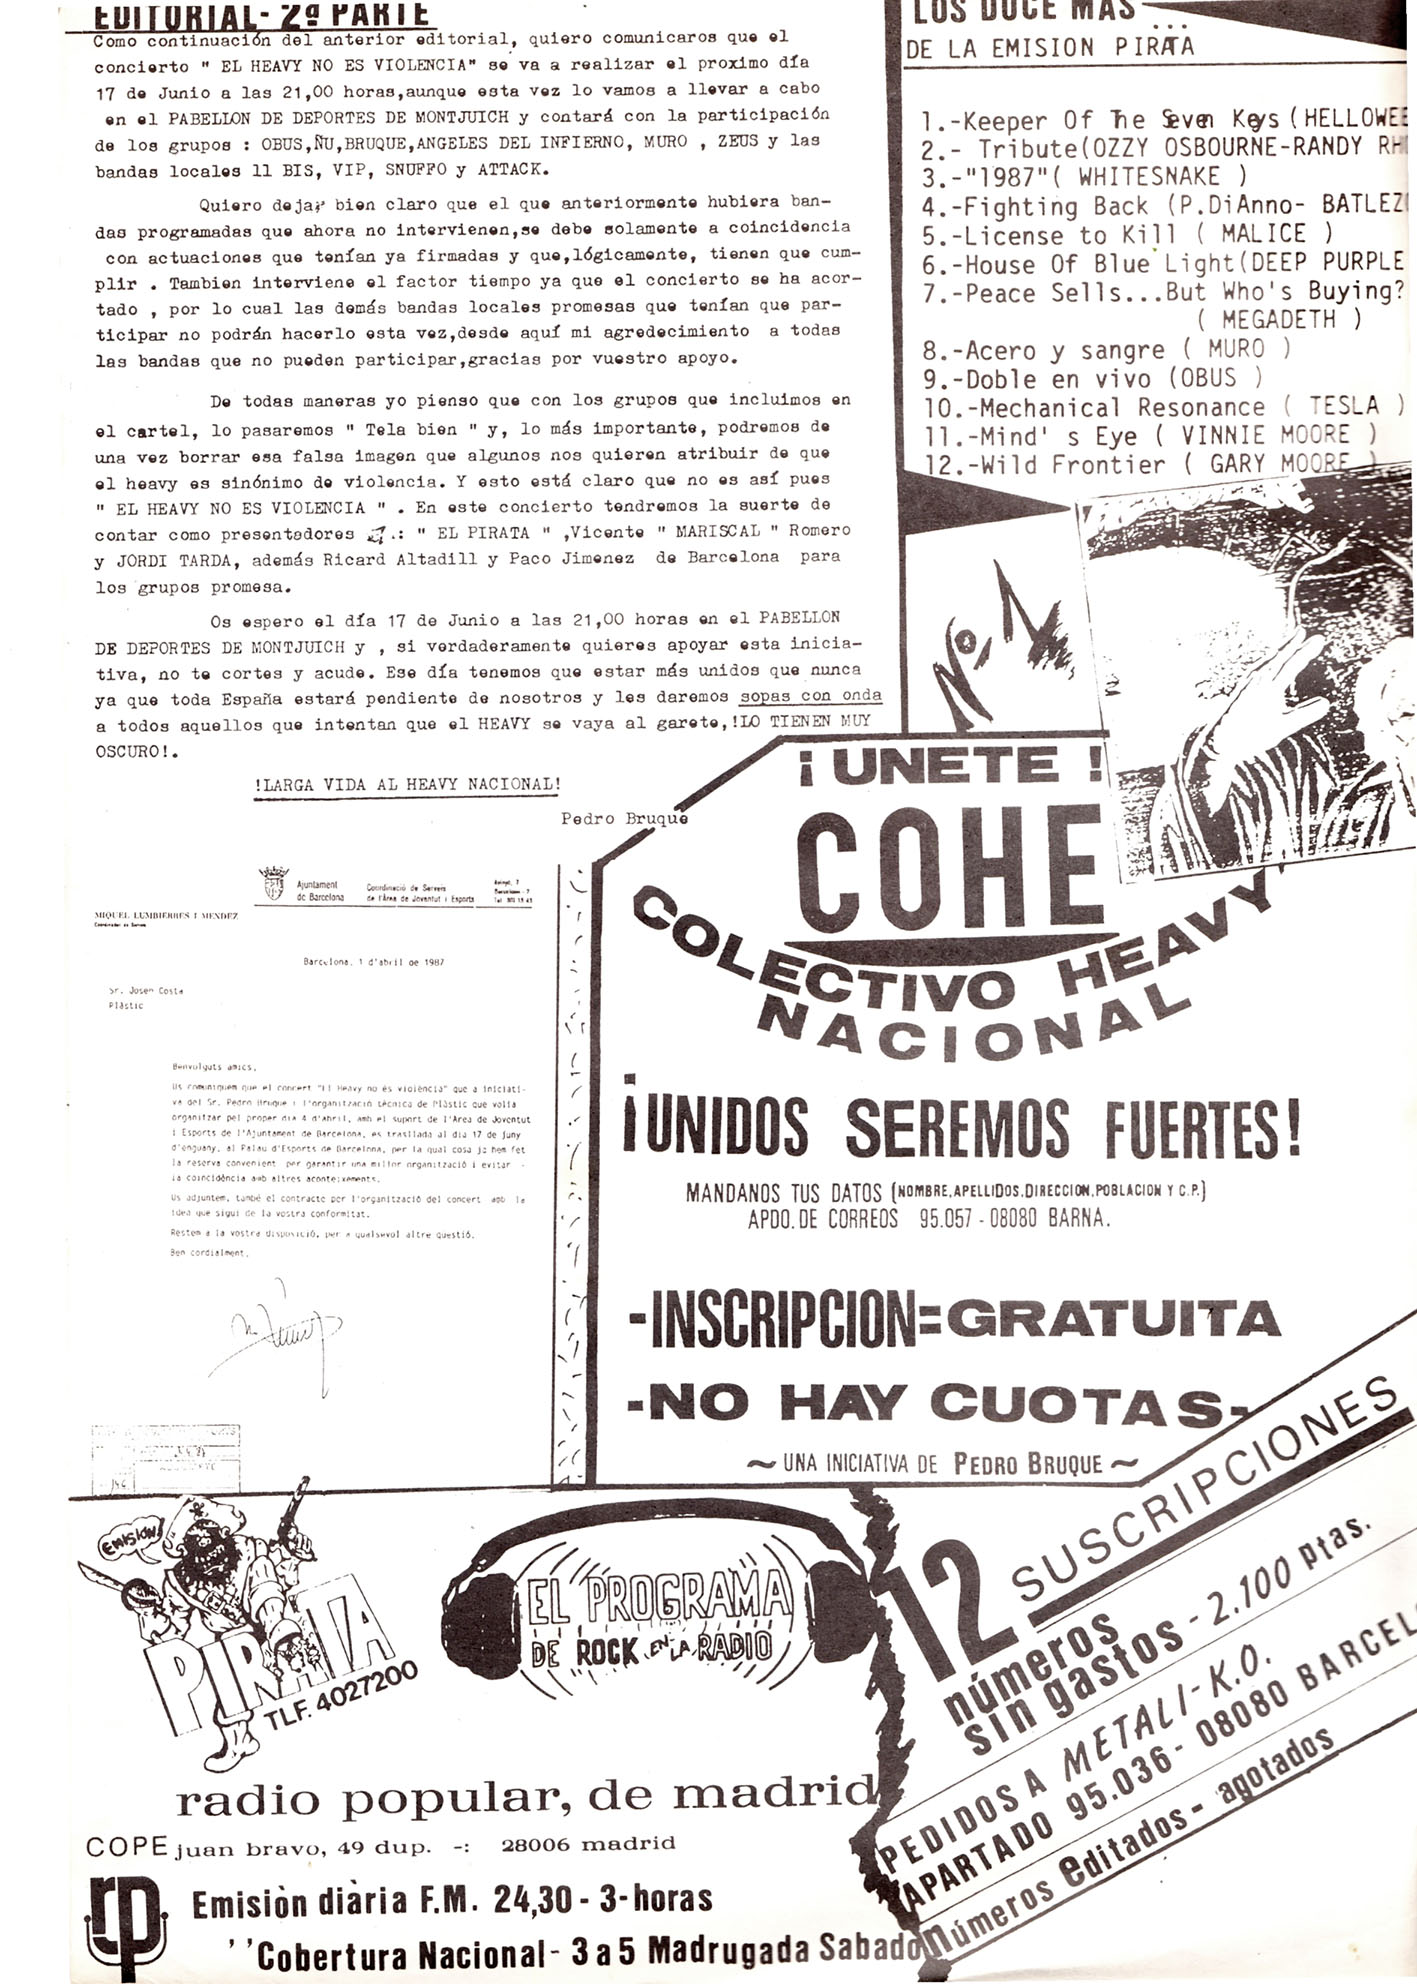 EDITORIAL- 2ª PARTE
Como continuación del anterior editorial, quiero comunicaros que el
concierto " EL HEAVY NO ES VIOLENCIA" se va a realizar el proximo día
17 de Junio a las 21,00 horas,aunque esta vez lo vamos a llevar a cabo
en el PABELLON DE DEPORTES DE MONTJUICH y contará con la participación
de los grupos : OBUS,ÑU,BRUQUE,ANGELES DEL INFIERNO, MURO , ZEUS y las
bandas locales 11 BIS, VIP, SNUFFO y ATTACK.
Quiero dejar bien claro que el que anteriormente hubiera ban-
das programadas que ahora no intervienen,se debe solamente a coincidencia
con actuaciones que tenían ya firmadas y que,lógicamente, tienen que cum-
plir . Tambien interviene el factor tiempo ya que el concierto se ha acor-
tado , por lo cual las demás bandas locales promesas que tenían que par-
ticipar no podrán hacerlo esta vez,desde aquí mi agredecimiento a todas
las bandas que no pueden participar,gracias por vuestro apoyo.
De todas maneras yo pienso que con los grupos que incluimos en
el cartel, lo pasaremos " Tela bien " y, lo más importante, podremos de
una vez borrar esa falsa imagen que algunos nos quieren atribuir de que
el heavy es sinónimo de violencia. Y esto está claro que no es así pues
" EL HEAVY NO ES VIOLENCIA " . En este concierto tendremos la suerte de
contar como presentadores .: " EL PIRATA " ,Vicente " MARISCAL " Romero
y JORDI TARDA, además Ricard Altadill y Paco Jimenez de Barcelona para
los grupos promesa.
Os espero el día 17 de Junio a las 21,00 horas en el PABELLON
DE DEPORTES DE MONTJUICH y , si verdaderamente quieres apoyar esta inicia-
tiva, no te cortes y acude. Ese día tenemos que estar más unidos que nunca
ya que toda España estará pendiente de nosotros y les daremos sopas con onda
a todos aquellos que intentan que el HEAVY se vaya al garete,!LO TIENEN MUY
OSCURO!.
!LARGA VIDA AL HEAVY NACIONAL!
Pedro Bruque
LOS DOCE MAS ...
DE LA EMISION PIRATA
1.-Keeper Of The Seven Keys (HELLOWEE
2.- Tribute(OZZY OSBOURNE-RANDY RH
3.-"1987"( WHITESNAKE )
4.-Fighting Back (P.DiAnno- BATLEZ
5.-License to Kill ( MALICE )
6.-House Of Blue Light(DEEP PURPLE
7.-Peace Sells...But Who's Buying?
( MEGADETH )
8.-Acero y sangre ( MURO )
9.-Doble en vivo (OBUS )
10.-Mechanical Resonance ( TESLA )
11.-Mind' s Eye ( VINNIE MOORE )
12.-Wild Frontier ( GARY MOORE )
Nº 1
Ajuntament
de Barcelona
Coordinació de Serveis
de l'Àrea de Joventut i Esports
MIQUEL LUMBIERRES I MENDEZ
Coordinador de Serveis
Barcelona, 1 d'abril de 1987
Sr. Josep Costa
Plàstic
Benvolguts amics,
Us comuniquem que el concert "El Heavy no és violència" que a iniciati-
va del Sr. Pedro Bruque i l'organització tècnica de Plàstic que volia
organitzar pel proper dia 4 d'abril, amb el suport de l'Àrea de Joventut
i Esports de l'Ajuntament de Barcelona, es trasllada al dia 17 de juny
d'enguany, al Palau d'Esports de Barcelona, per la qual cosa ja hem fet
la reserva convenient per garantir una millor organització i evitar -
la coincidència amb altres aconteixements.
Us adjuntem, també el contracte per l'organització del concert amb la
idea que sigui de la vostra conformitat.
Restem a la vostra disposició, per a qualsevol altre questió.
Ben cordialment,
¡ UNETE !
COHE
COLECTIVO HEAVY
NACIONAL
¡UNIDOS SEREMOS FUERTES!
MANDANOS TUS DATOS (NOMBRE,APELLIDOS,DIRECCION,POBLACION Y C.P.)
APDO. DE CORREOS 95.057 - 08080 BARNA.
-INSCRIPCION=GRATUITA
-NO HAY CUOTAS-
~ UNA INICIATIVA DE PEDRO BRUQUE ~
EMISION
PIRATA
TLF. 4027200
EL PROGRAMA
DE ROCK EN LA RADIO
radio popular, de madrid
COPE juan bravo, 49 dup. -: 28006 madrid
rp
Emisiòn diària F.M. 24,30 - 3-horas
''Cobertura Nacional- 3 a 5 Madrugada Sabado
12 SUSCRIPCIONES
números
sin gastos - 2.100 ptas.
PEDIDOS A METALI-K.O.
APARTADO 95.036 - 08080 BARCEL
números editados- agotados